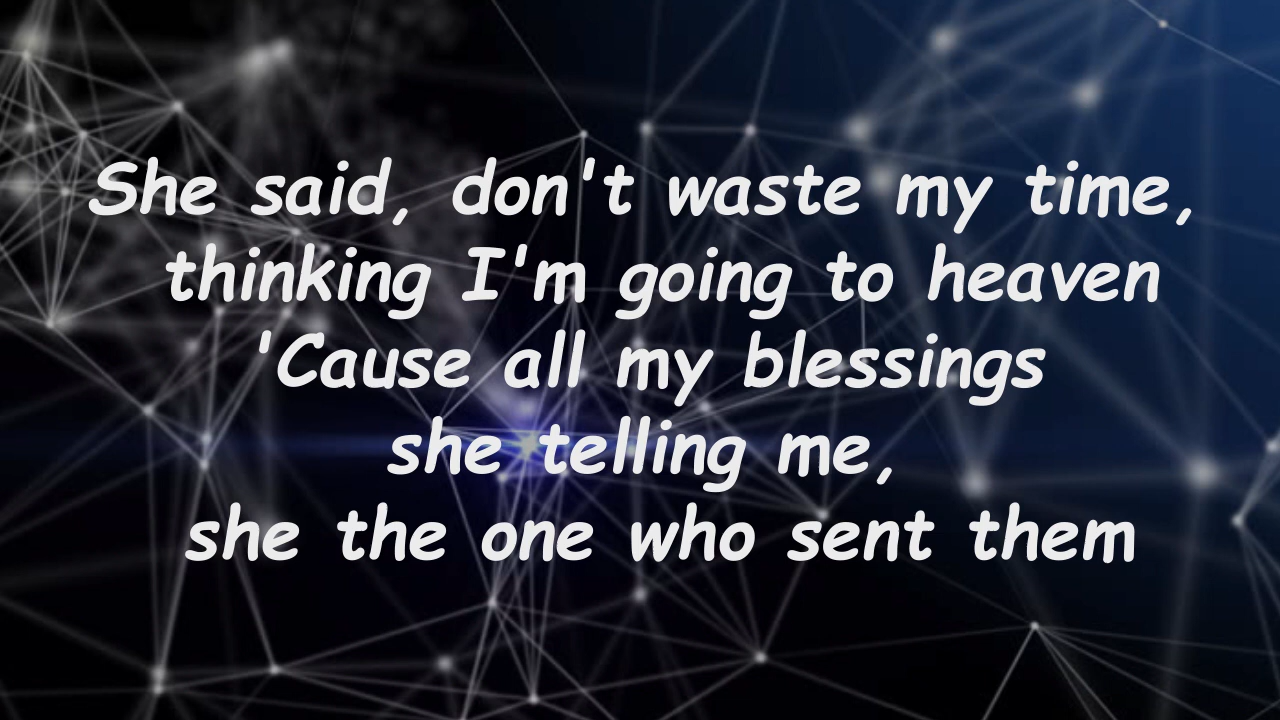 She said, don't waste my time,
thinking I'm going to heaven
'Cause all my blessings
she telling me,
she the one who sent them